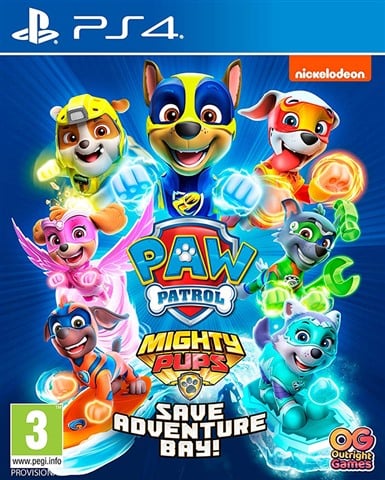 PS4
nickelodeon
PAW
PATROL
MIGHTY
PUPS
SAVE
ADVENTURE
BAY!
3
www.pegi.info
PROVISIONAL
OG
Outright
Games